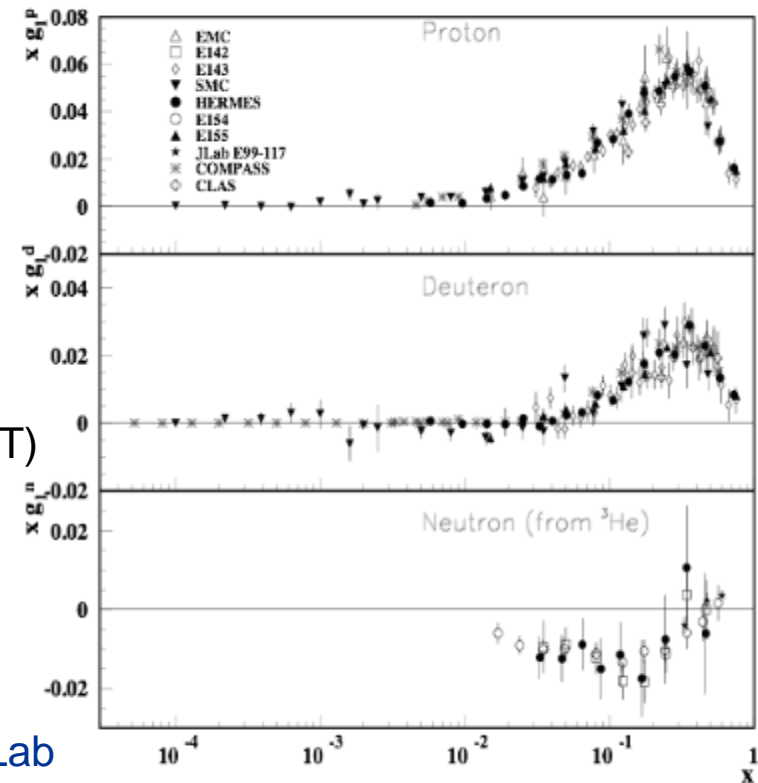 x g₁ᵖ
0.08
0.06
0.04
0.02
0
-0.02
Proton
EMC
E142
E143
SMC
HERMES
E154
E155
JLab E99-117
COMPASS
CLAS
x g₁ᵈ
0.04
0.02
0
-0.02
Deuteron
T)
x g₁ⁿ
0.02
0
-0.02
Neutron (from ³He)
10⁻⁴ 10⁻³ 10⁻² 10⁻¹ 1
x
Lab